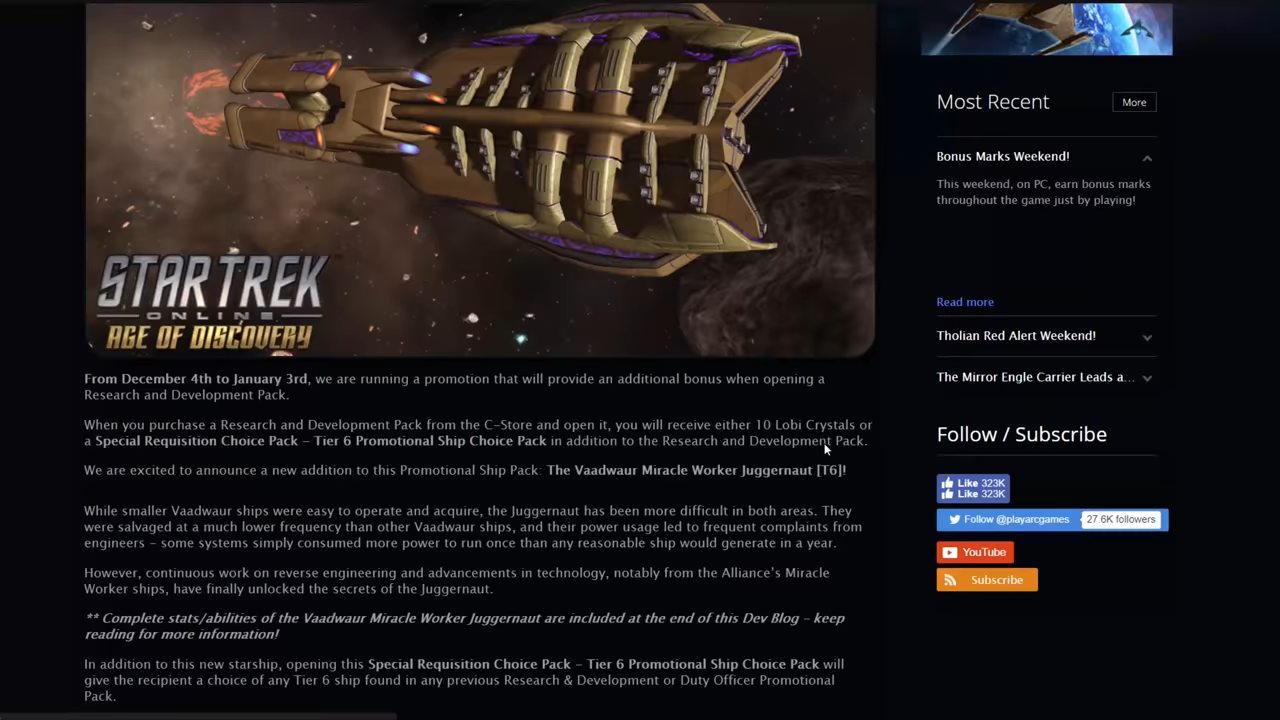 STAR TREK
ONLINE
AGE OF DISCOVERY
From December 4th to January 3rd, we are running a promotion that will provide an additional bonus when opening a
Research and Development Pack.
When you purchase a Research and Development Pack from the C-Store and open it, you will receive either 10 Lobi Crystals or
a Special Requisition Choice Pack – Tier 6 Promotional Ship Choice Pack in addition to the Research and Development Pack.
We are excited to announce a new addition to this Promotional Ship Pack: The Vaadwaur Miracle Worker Juggernaut [T6]!
While smaller Vaadwaur ships were easy to operate and acquire, the Juggernaut has been more difficult in both areas. They
were salvaged at a much lower frequency than other Vaadwaur ships, and their power usage led to frequent complaints from
engineers – some systems simply consumed more power to run once than any reasonable ship would generate in a year.
However, continuous work on reverse engineering and advancements in technology, notably from the Alliance's Miracle
Worker ships, have finally unlocked the secrets of the Juggernaut.
** Complete stats/abilities of the Vaadwaur Miracle Worker Juggernaut are included at the end of this Dev Blog – keep
reading for more information!
In addition to this new starship, opening this Special Requisition Choice Pack – Tier 6 Promotional Ship Choice Pack will
give the recipient a choice of any Tier 6 ship found in any previous Research & Development or Duty Officer Promotional
Pack.
Most Recent
More
Bonus Marks Weekend!
This weekend, on PC, earn bonus marks
throughout the game just by playing!
Read more
Tholian Red Alert Weekend!
The Mirror Engle Carrier Leads a...
Follow / Subscribe
Like 323K
Like 323K
Follow @playarcgames 27.6K followers
YouTube
Subscribe